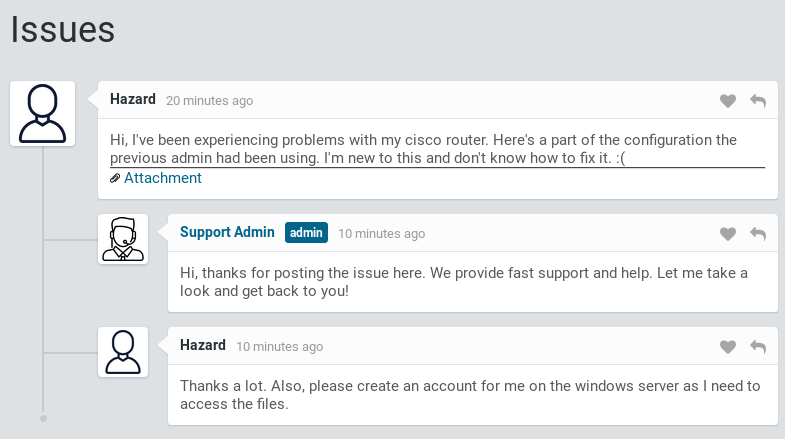 Issues
Hazard 20 minutes ago
Hi, I've been experiencing problems with my cisco router. Here's a part of the configuration the
previous admin had been using. I'm new to this and don't know how to fix it. :(
Attachment
Support Admin admin 10 minutes ago
Hi, thanks for posting the issue here. We provide fast support and help. Let me take a
look and get back to you!
Hazard 10 minutes ago
Thanks a lot. Also, please create an account for me on the windows server as I need to
access the files.